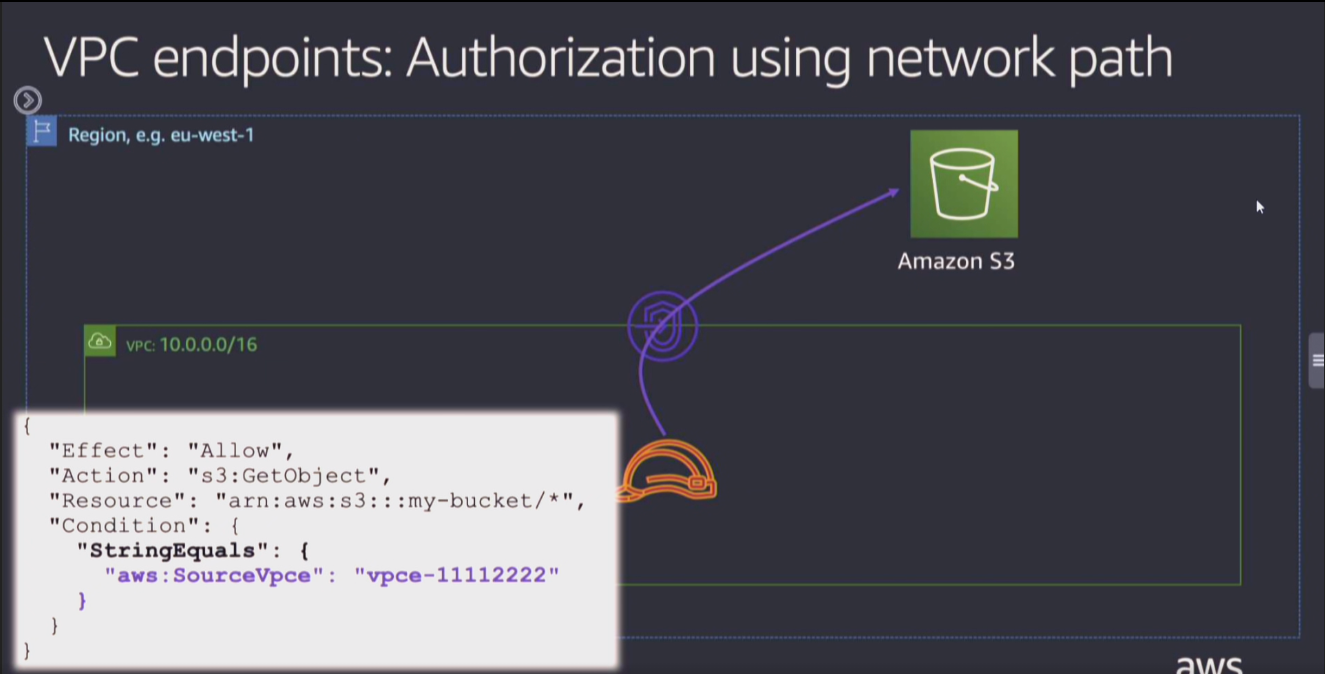 VPC endpoints: Authorization using network path
Region, e.g. eu-west-1
Amazon S3
VPC: 10.0.0.0/16
{
"Effect": "Allow",
"Action": "s3:GetObject",
"Resource": "arn:aws:s3:::my-bucket/*",
"Condition": {
"StringEquals": {
"aws:SourceVpce": "vpce-11112222"
}
}
}
aws